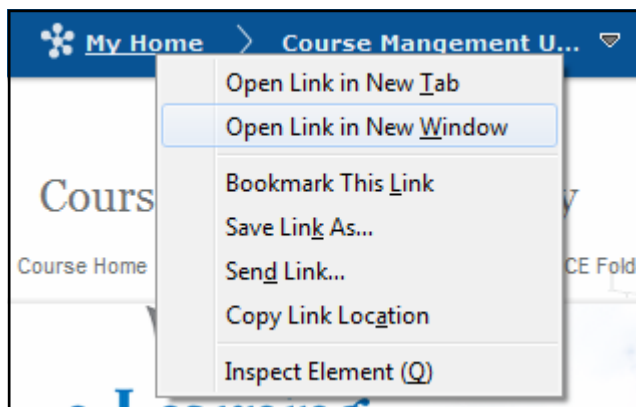 My Home Course Mangement U...
Open Link in New Tab
Open Link in New Window
Bookmark This Link
Cours y
Save Link As...
Course Home Send Link... CE Fold
Copy Link Location
Inspect Element (Q)